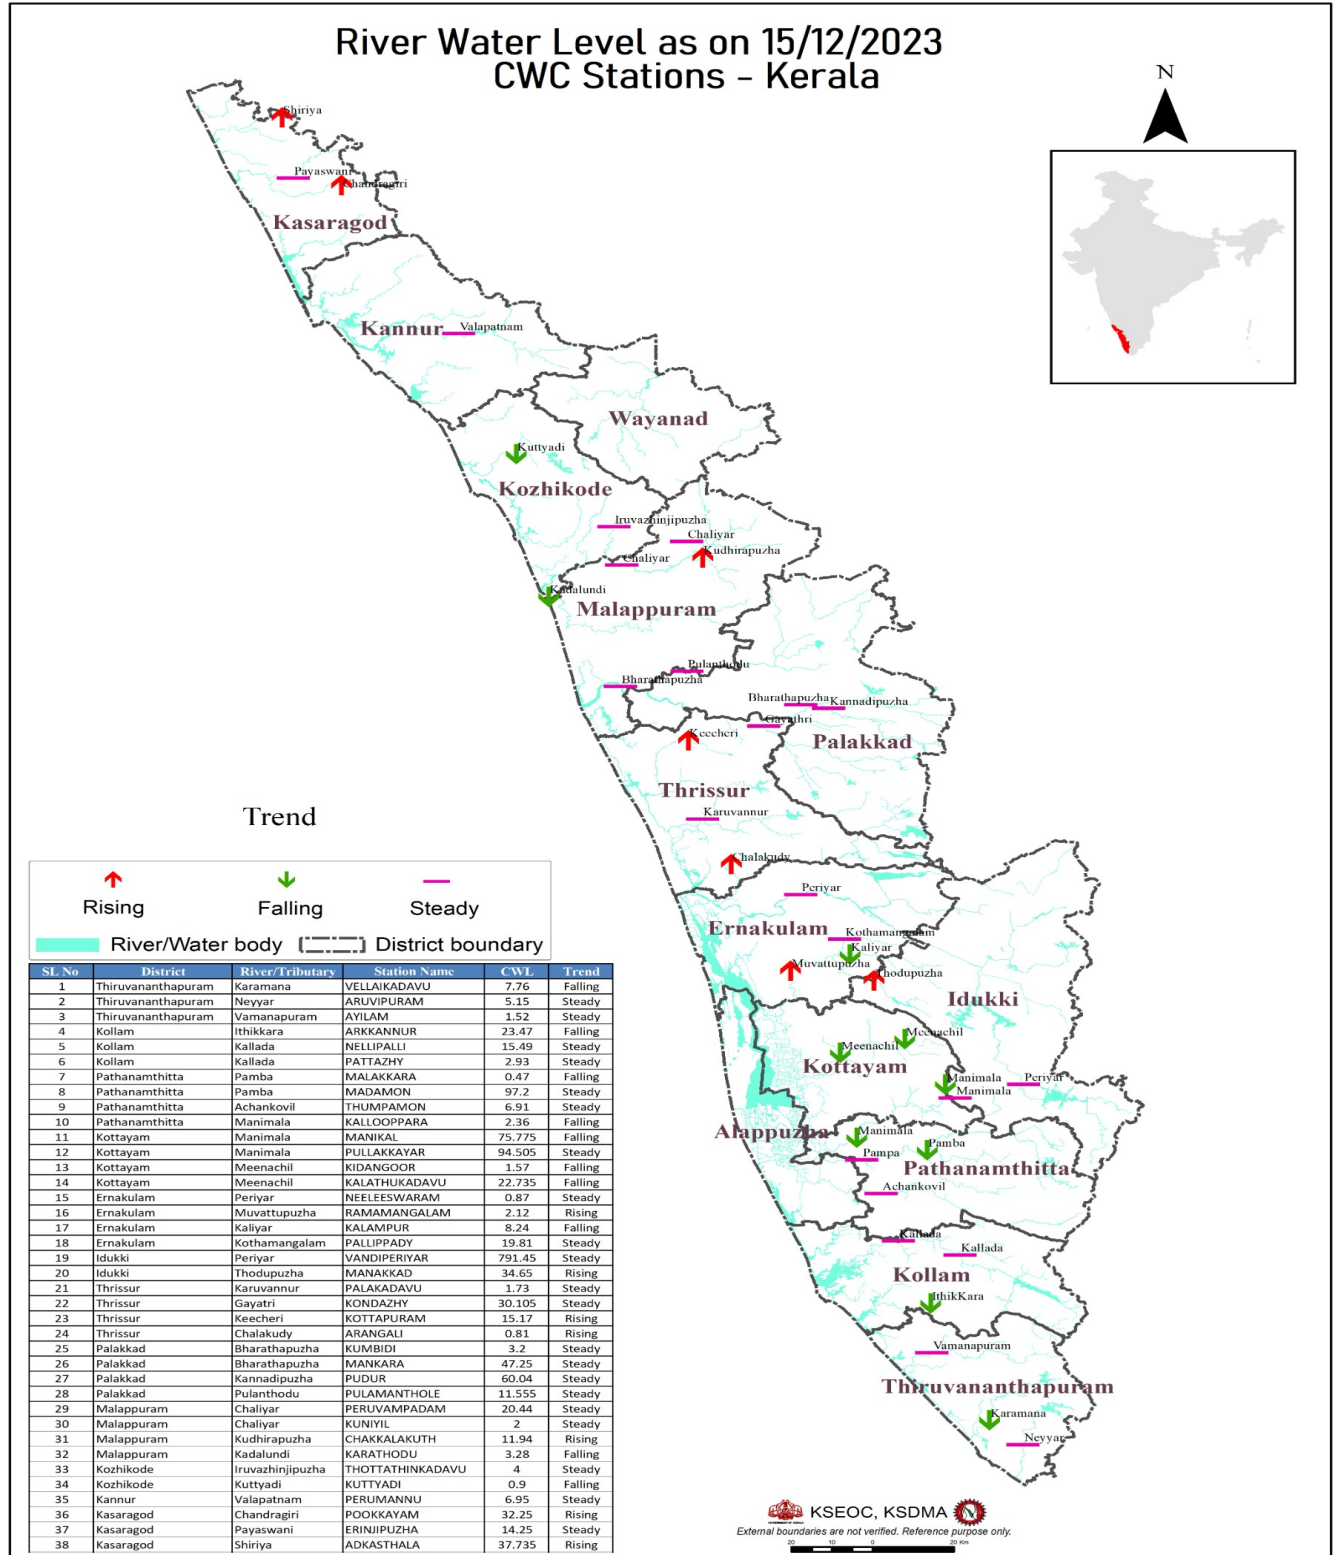 River Water Level as on 15/12/2023
CWC Stations - Kerala
N
Shiriya
Payaswani
Chandragiri
Kasaragod
Kannur
Valapatnam
Wayanad
Kuttyadi
Kozhikode
Iruvazhinjipuzha
Chaliyar
Kudhirapuzha
Chaliyar
Kadalundi
Malappuram
Pulanthodu
Bharathapuzha
Bharathapuzha
Kannadipuzha
Gayathri
Keecheri
Palakkad
Thrissur
Karuvannur
Chalakudy
Periyar
Ernakulam
Kothamangalam
Kaliyar
Muvattupuzha
Thodupuzha
Idukki
Meenachil
Meenachil
Kottayam
Manimala
Periyar
Manimala
Alappuzha
Manimala
Pamba
Pampa
Pathanamthitta
Achankovil
Kallada
Kallada
Kollam
IthikKara
Vamanapuram
Thiruvananthapuram
Karamana
Neyyar
Trend
Rising Falling Steady
River/Water body District boundary
SL No District River/Tributary Station Name CWL Trend
1 Thiruvananthapuram Karamana VELLAIKADAVU 7.76 Falling
2 Thiruvananthapuram Neyyar ARUVIPURAM 5.15 Steady
3 Thiruvananthapuram Vamanapuram AYILAM 1.52 Steady
4 Kollam Ithikkara ARKKANNUR 23.47 Falling
5 Kollam Kallada NELLIPALLI 15.49 Steady
6 Kollam Kallada PATTAZHY 2.93 Steady
7 Pathanamthitta Pamba MALAKKARA 0.47 Falling
8 Pathanamthitta Pamba MADAMON 97.2 Steady
9 Pathanamthitta Achankovil THUMPAMON 6.91 Steady
10 Pathanamthitta Manimala KALLOOPPARA 2.36 Falling
11 Kottayam Manimala MANIKAL 75.775 Falling
12 Kottayam Manimala PULLAKKAYAR 94.505 Steady
13 Kottayam Meenachil KIDANGOOR 1.57 Falling
14 Kottayam Meenachil KALATHUKADAVU 22.735 Falling
15 Ernakulam Periyar NEELEESWARAM 0.87 Steady
16 Ernakulam Muvattupuzha RAMAMANGALAM 2.12 Rising
17 Ernakulam Kaliyar KALAMPUR 8.24 Falling
18 Ernakulam Kothamangalam PALLIPPADY 19.81 Steady
19 Idukki Periyar VANDIPERIYAR 791.45 Steady
20 Idukki Thodupuzha MANAKKAD 34.65 Rising
21 Thrissur Karuvannur PALAKADAVU 1.73 Steady
22 Thrissur Gayatri KONDAZHY 30.105 Steady
23 Thrissur Keecheri KOTTAPURAM 15.17 Rising
24 Thrissur Chalakudy ARANGALI 0.81 Rising
25 Palakkad Bharathapuzha KUMBIDI 3.2 Steady
26 Palakkad Bharathapuzha MANKARA 47.25 Steady
27 Palakkad Kannadipuzha PUDUR 60.04 Steady
28 Palakkad Pulanthodu PULAMANTHOLE 11.555 Steady
29 Malappuram Chaliyar PERUVAMPADAM 20.44 Steady
30 Malappuram Chaliyar KUNIYIL 2 Steady
31 Malappuram Kudhirapuzha CHAKKALAKUTH 11.94 Rising
32 Malappuram Kadalundi KARATHODU 3.28 Falling
33 Kozhikode Iruvazhinjipuzha THOTTATHINKADAVU 4 Steady
34 Kozhikode Kuttyadi KUTTYADI 0.9 Falling
35 Kannur Valapatnam PERUMANNU 6.95 Steady
36 Kasaragod Chandragiri POOKKAYAM 32.25 Rising
37 Kasaragod Payaswani ERINJIPUZHA 14.25 Steady
38 Kasaragod Shiriya ADKASTHALA 37.735 Rising
KSEOC, KSDMA
External boundaries are not verified. Reference purpose only.
20 10 0 20 Km